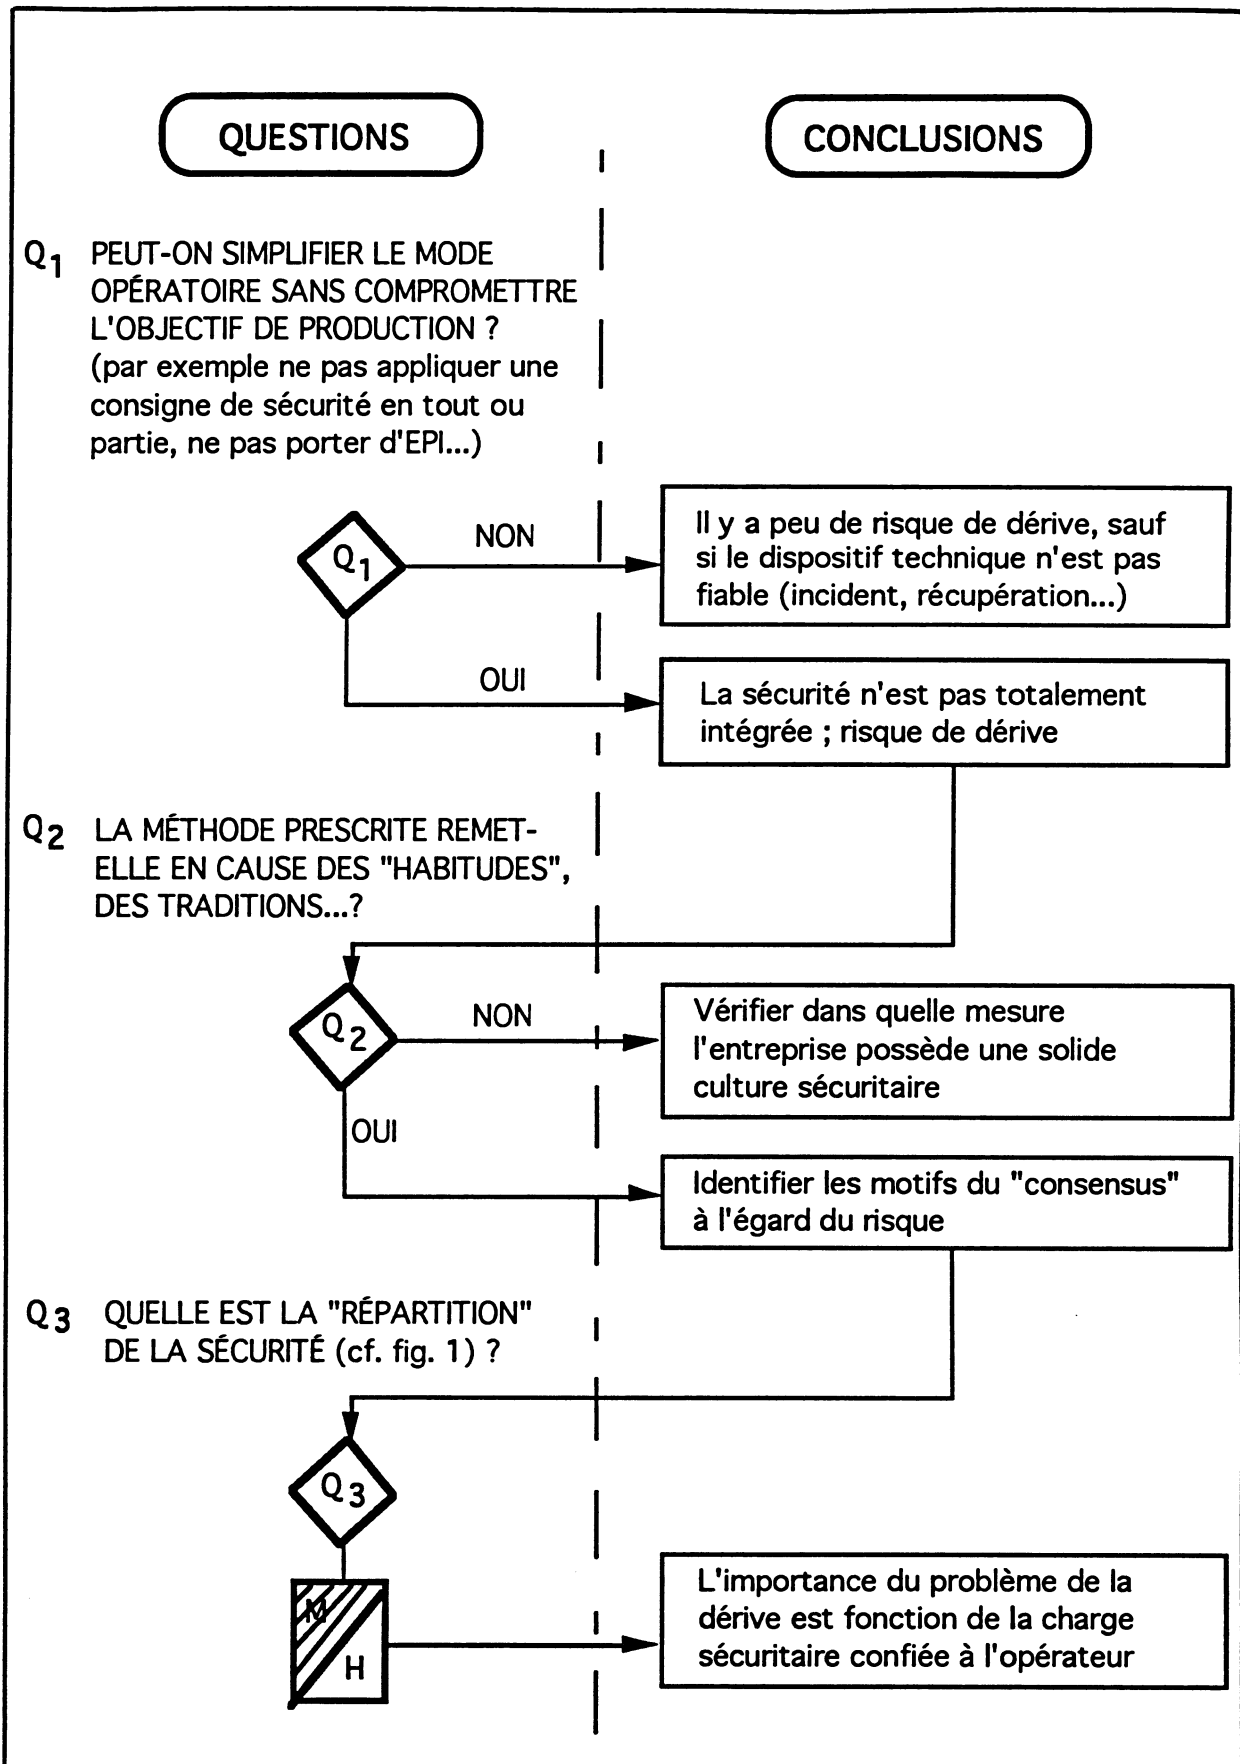 QUESTIONS
CONCLUSIONS
Q1 PEUT-ON SIMPLIFIER LE MODE
OPÉRATOIRE SANS COMPROMETTRE
L'OBJECTIF DE PRODUCTION ?
(par exemple ne pas appliquer une
consigne de sécurité en tout ou
partie, ne pas porter d'EPI...)
Q1
NON
Il y a peu de risque de dérive, sauf
si le dispositif technique n'est pas
fiable (incident, récupération...)
OUI
La sécurité n'est pas totalement
intégrée ; risque de dérive
Q2 LA MÉTHODE PRESCRITE REMET-
ELLE EN CAUSE DES "HABITUDES",
DES TRADITIONS...?
Q2
NON
Vérifier dans quelle mesure
l'entreprise possède une solide
culture sécuritaire
OUI
Identifier les motifs du "consensus"
à l'égard du risque
Q3 QUELLE EST LA "RÉPARTITION"
DE LA SÉCURITÉ (cf. fig. 1) ?
Q3
M
H
L'importance du problème de la
dérive est fonction de la charge
sécuritaire confiée à l'opérateur